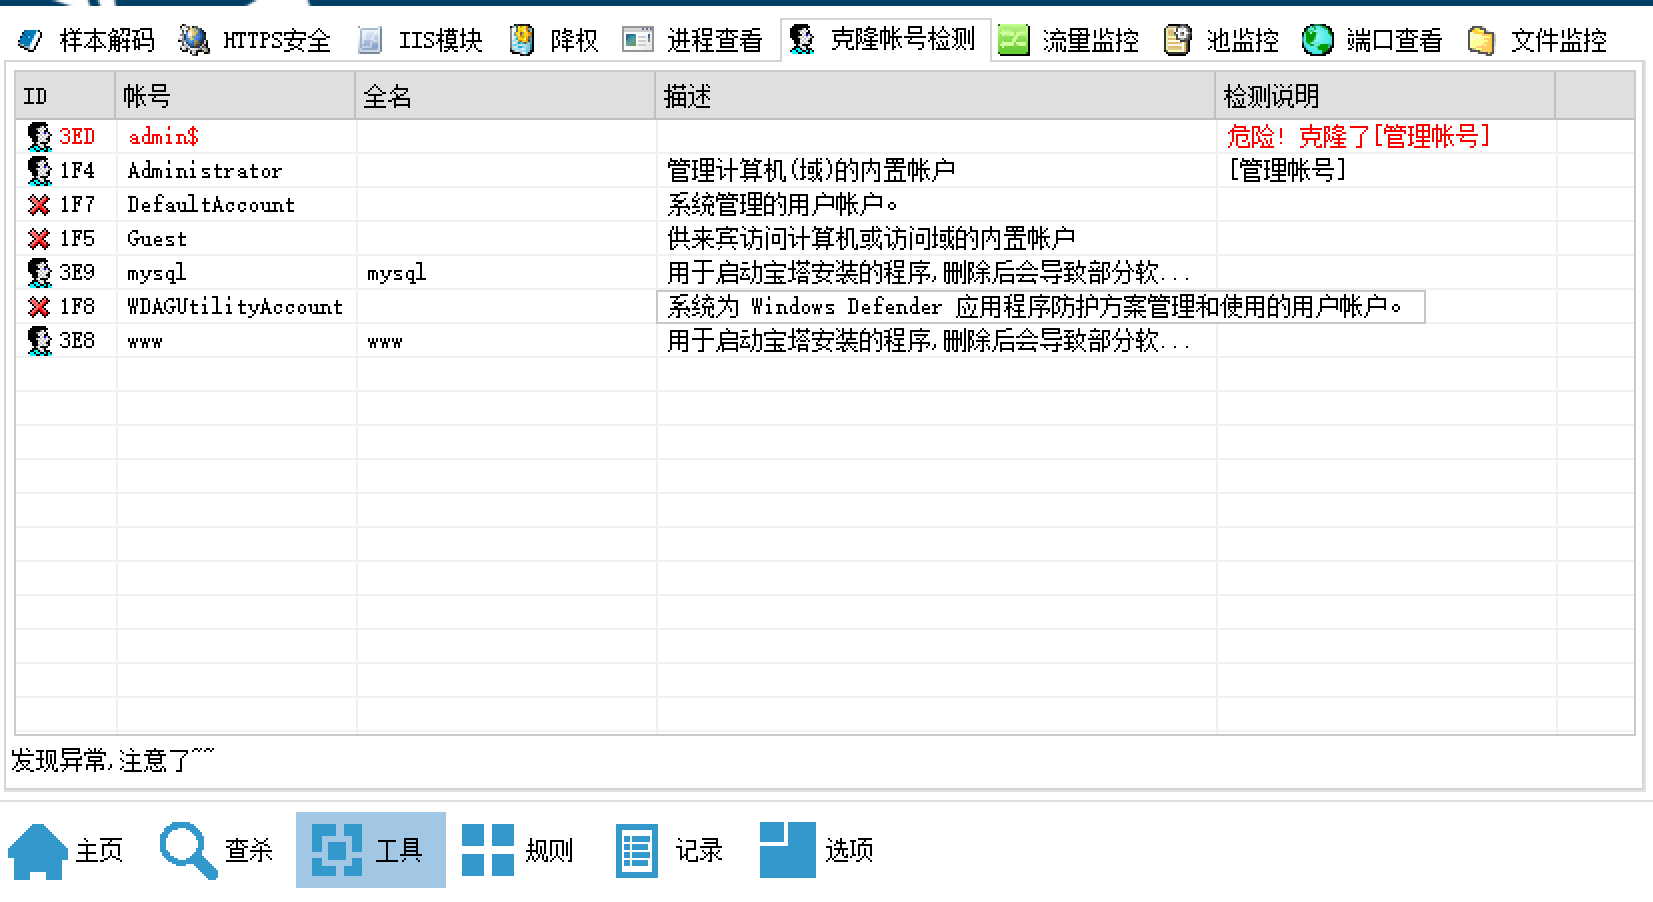 样本解码 HTTPS安全 IIS模块 降权 进程查看 克隆帐号检测 流量监控 池监控 端口查看 文件监控
ID 帐号 全名 描述 检测说明
3ED admin$ 危险! 克隆了[管理帐号]
1F4 Administrator 管理计算机(域)的内置帐户 [管理帐号]
1F7 DefaultAccount 系统管理的用户帐户。
1F5 Guest 供来宾访问计算机或访问域的内置帐户
3E9 mysql mysql 用于启动宝塔安装的程序,删除后会导致部分软...
1F8 WDAGUtilityAccount 系统为 Windows Defender 应用程序防护方案管理和使用的用户帐户。
3E8 www www 用于启动宝塔安装的程序,删除后会导致部分软...
发现异常,注意了~~
主页 查杀 工具 规则 记录 选项